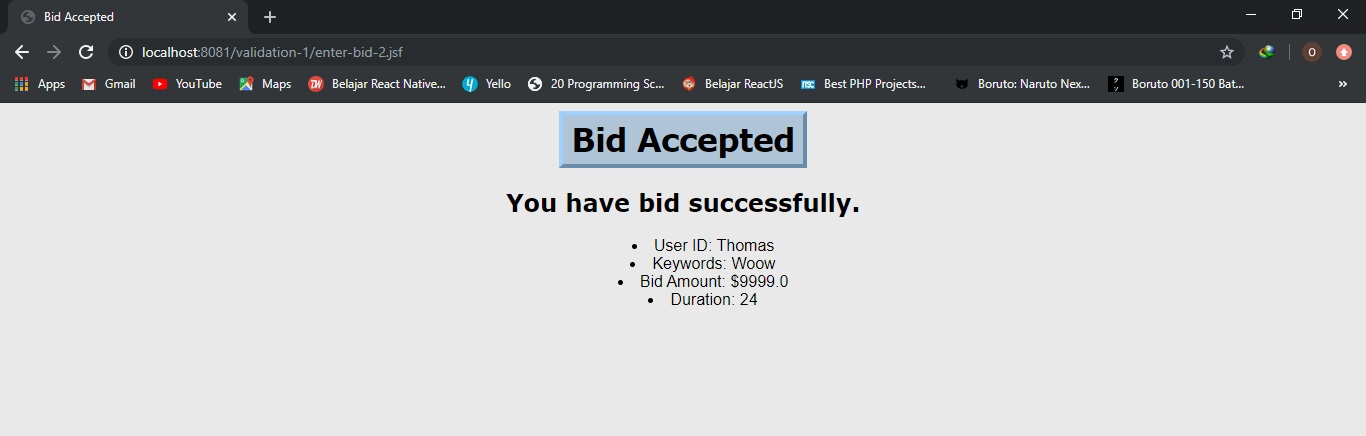 Bid Accepted
localhost:8081/validation-1/enter-bid-2.jsf
O
Apps Gmail YouTube Maps Belajar React Native... Yello 20 Programming Sc... Belajar ReactJS Best PHP Projects... Boruto: Naruto Nex... Boruto 001-150 Bat... »
Bid Accepted
You have bid successfully.
• User ID: Thomas
• Keywords: Woow
• Bid Amount: $9999.0
• Duration: 24